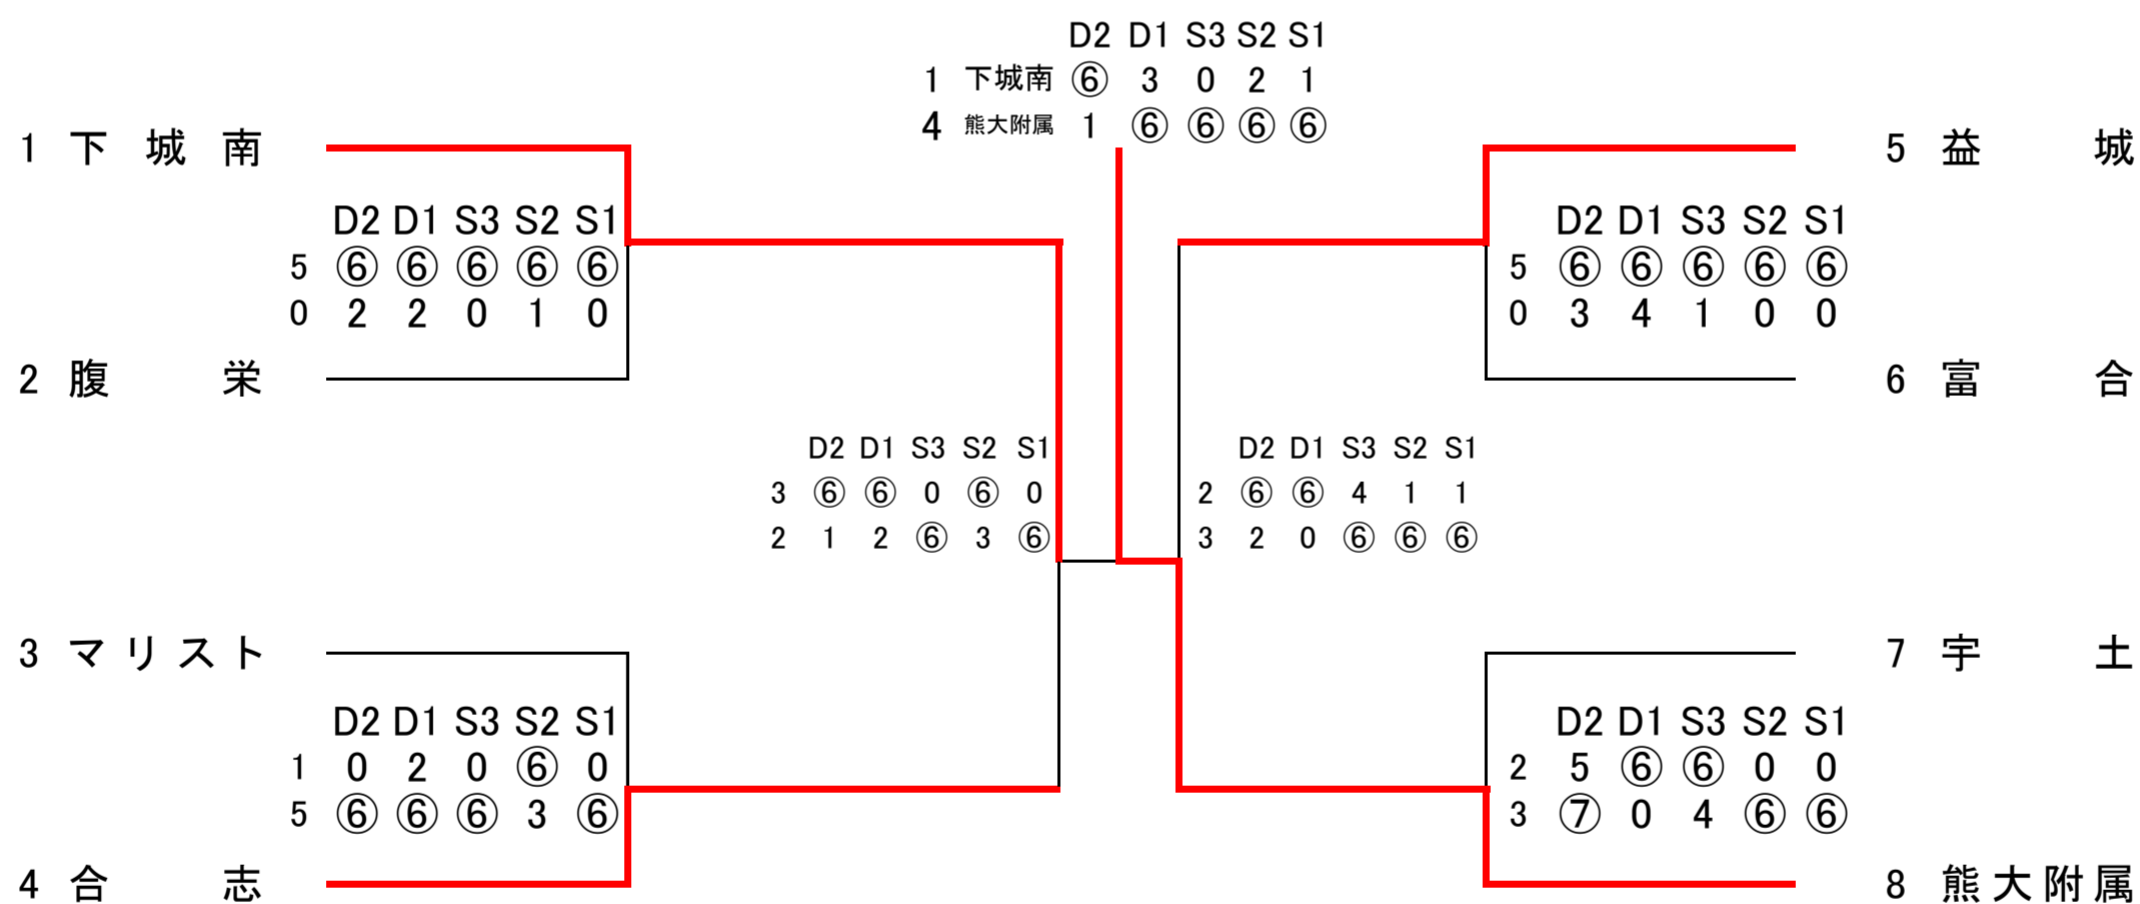 D2 D1 S3 S2 S1
1 下城南 ⑥ 3 0 2 1
4 熊大附属 1 ⑥ ⑥ ⑥ ⑥
1 下城南
D2 D1 S3 S2 S1
5 ⑥ ⑥ ⑥ ⑥ ⑥
0 2 2 0 1 0
2 腹栄
D2 D1 S3 S2 S1
3 ⑥ ⑥ 0 ⑥ 0
2 1 2 ⑥ 3 ⑥
3 マリスト
D2 D1 S3 S2 S1
1 0 2 0 ⑥ 0
5 ⑥ ⑥ ⑥ 3 ⑥
4 合志
5 益城
D2 D1 S3 S2 S1
5 ⑥ ⑥ ⑥ ⑥ ⑥
0 3 4 1 0 0
6 富合
D2 D1 S3 S2 S1
2 ⑥ ⑥ 4 1 1
3 2 0 ⑥ ⑥ ⑥
7 宇土
D2 D1 S3 S2 S1
2 5 ⑥ ⑥ 0 0
3 ⑦ 0 4 ⑥ ⑥
8 熊大附属